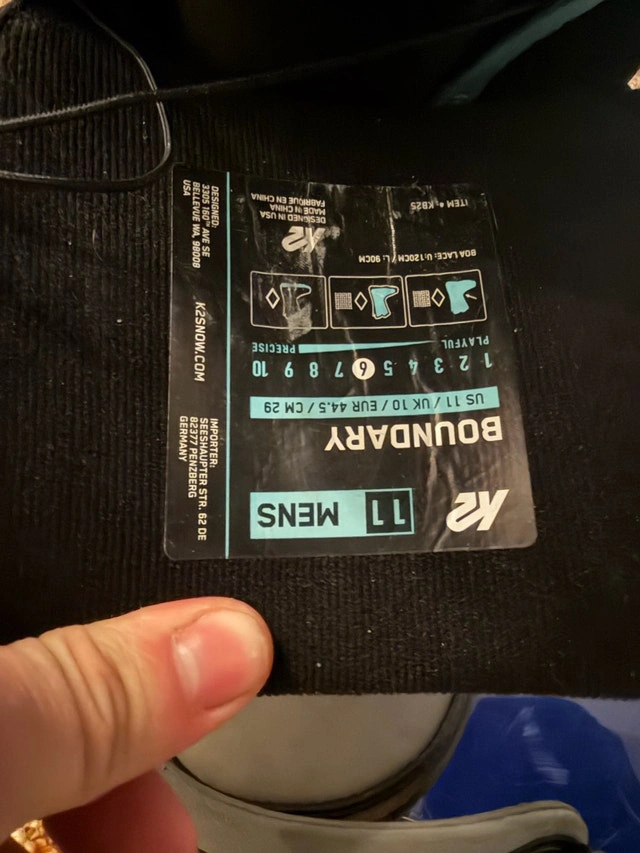 K2
11 MENS
BOUNDARY
US 11 / UK 10 / EUR 44.5 / CM 29
1 2 3 4 5 6 7 8 9 10
PLAYFUL PRECISE
BOA LACE: U:120CM / L: 90CM
K2
ITEM #: KB25
DESIGNED IN USA
MADE IN CHINA
FABRIQUÉ EN CHINA
DESIGNED:
3305 160TH AVE SE
BELLEVUE WA, 98008
USA
K2SNOW.COM
IMPORTER:
SEESHAUPTER STR. 62 DE
82377 PENZBERG
GERMANY